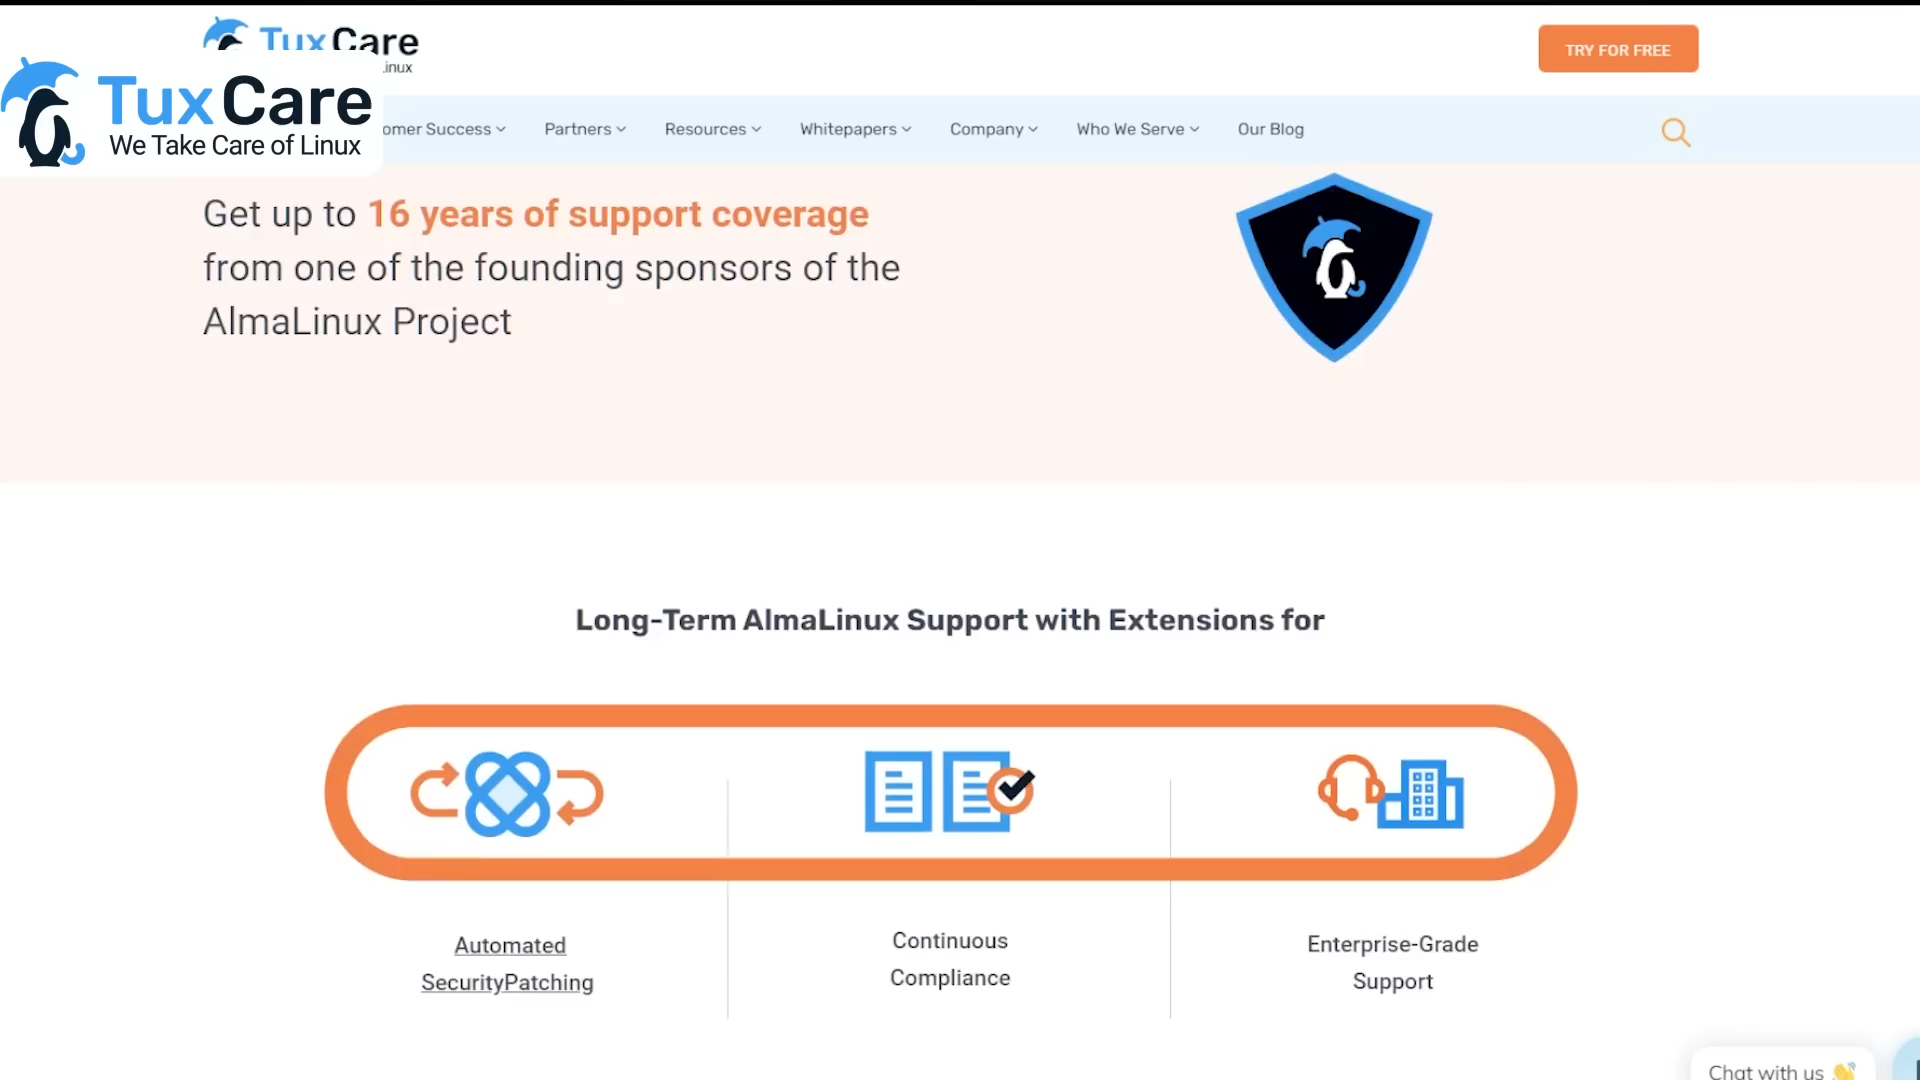 TuxCare
inux
TRY FOR FREE
TuxCare
We Take Care of Linux
omer Success
Partners
Resources
Whitepapers
Company
Who We Serve
Our Blog
Get up to 16 years of support coverage
from one of the founding sponsors of the
AlmaLinux Project
Long-Term AlmaLinux Support with Extensions for
Automated
SecurityPatching
Continuous
Compliance
Enterprise-Grade
Support
Chat with us 👋